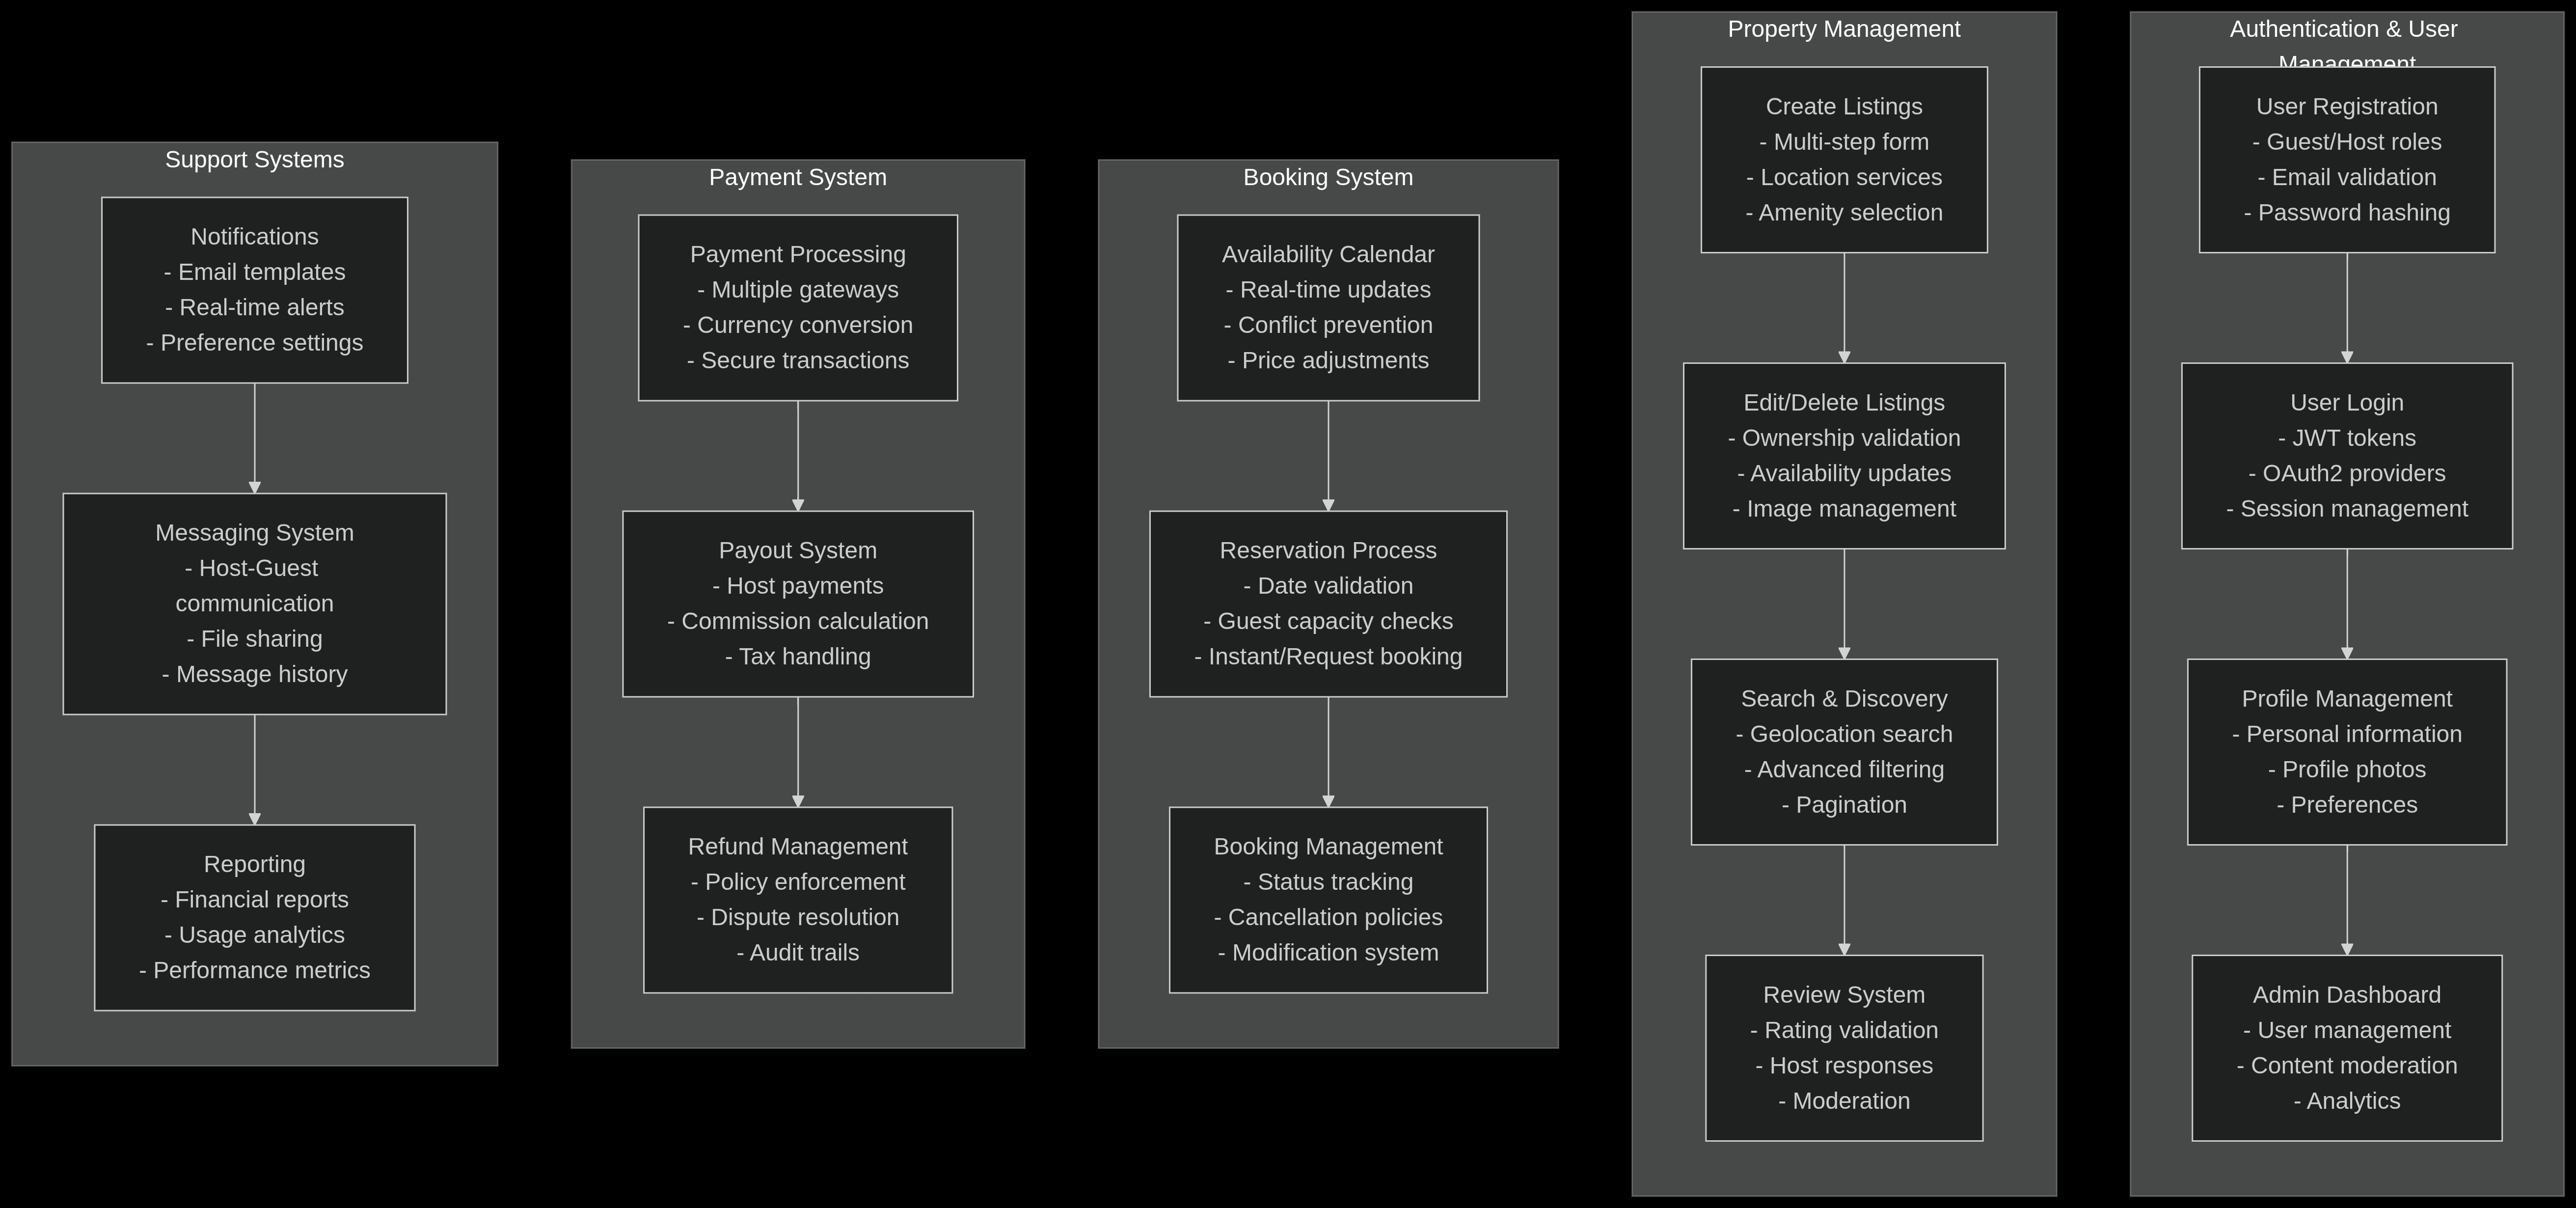 Support Systems
Notifications
- Email templates
- Real-time alerts
- Preference settings
Messaging System
- Host-Guest
communication
- File sharing
- Message history
Reporting
- Financial reports
- Usage analytics
- Performance metrics
Payment System
Payment Processing
- Multiple gateways
- Currency conversion
- Secure transactions
Payout System
- Host payments
- Commission calculation
- Tax handling
Refund Management
- Policy enforcement
- Dispute resolution
- Audit trails
Booking System
Availability Calendar
- Real-time updates
- Conflict prevention
- Price adjustments
Reservation Process
- Date validation
- Guest capacity checks
- Instant/Request booking
Booking Management
- Status tracking
- Cancellation policies
- Modification system
Property Management
Create Listings
- Multi-step form
- Location services
- Amenity selection
Edit/Delete Listings
- Ownership validation
- Availability updates
- Image management
Search & Discovery
- Geolocation search
- Advanced filtering
- Pagination
Review System
- Rating validation
- Host responses
- Moderation
Authentication & User
Management
User Registration
- Guest/Host roles
- Email validation
- Password hashing
User Login
- JWT tokens
- OAuth2 providers
- Session management
Profile Management
- Personal information
- Profile photos
- Preferences
Admin Dashboard
- User management
- Content moderation
- Analytics